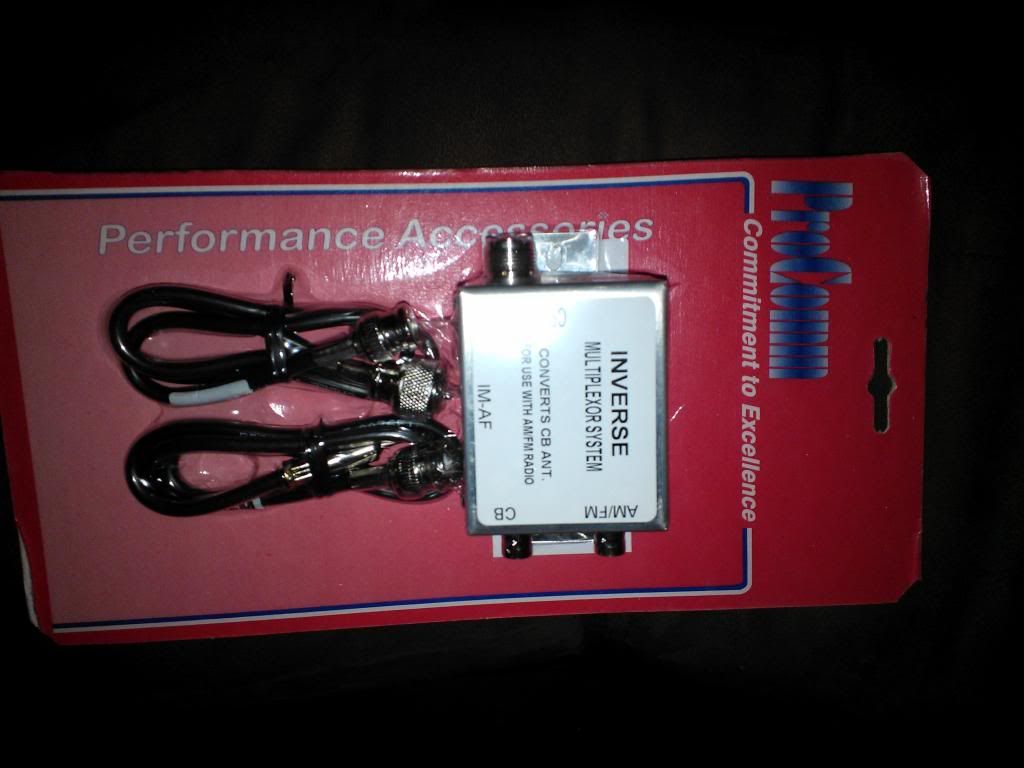 ProComm
Commitment to Excellence
Performance Accessories
INVERSE
MULTIPLEXOR SYSTEM
CONVERTS CB ANT.
FOR USE WITH AM/FM RADIO
IM-AF
AM/FM
CB